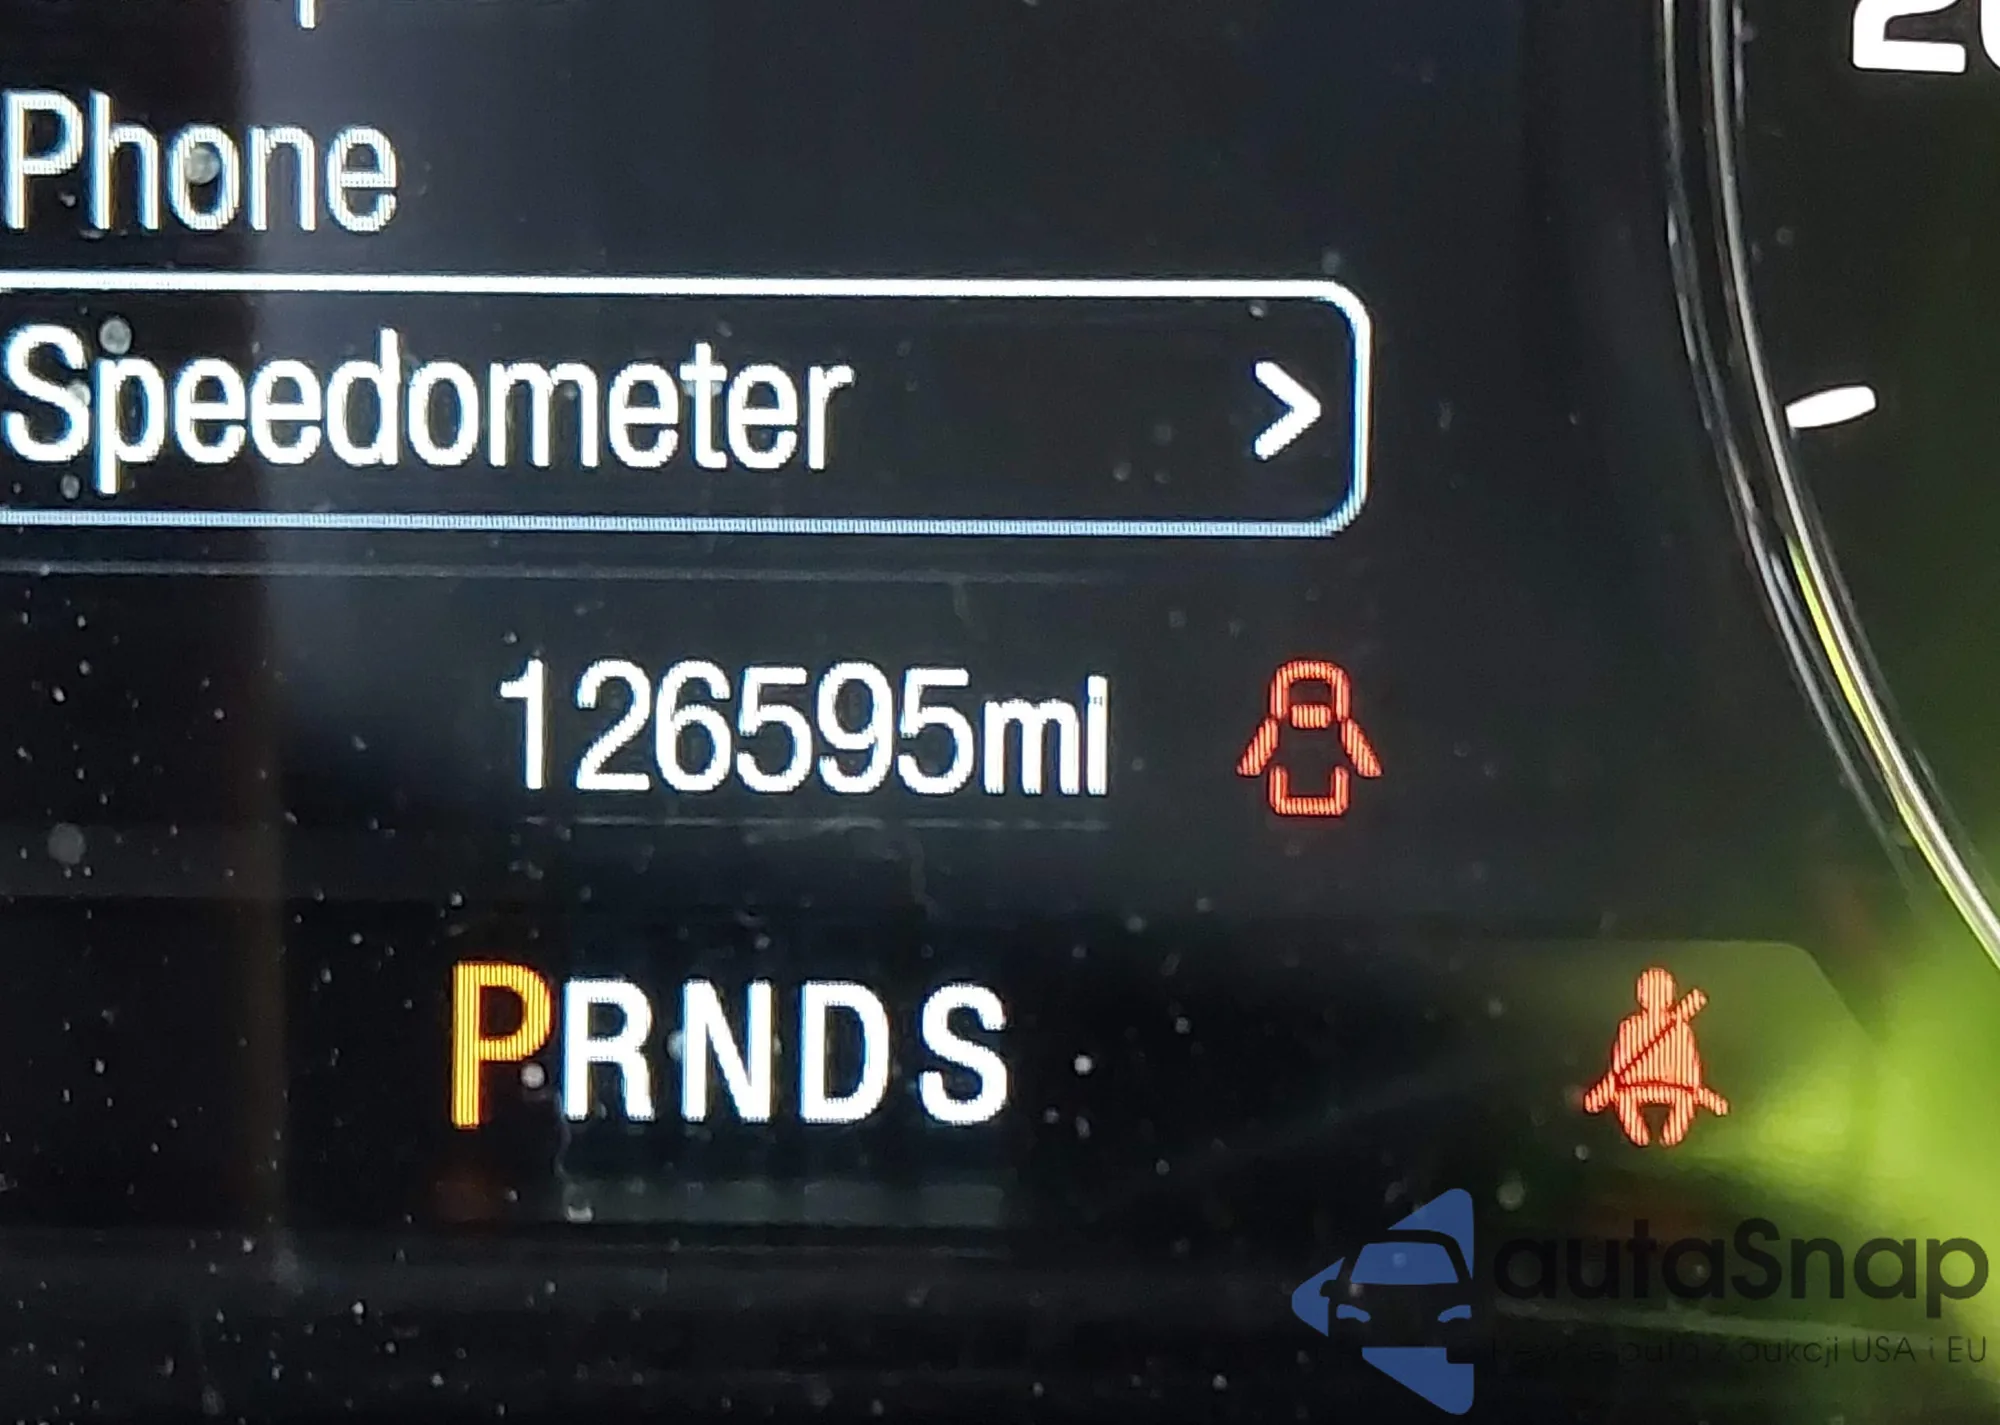 Phone
Speedometer
126595mi
PRNDS
autaSnap
aukcji USA i EU